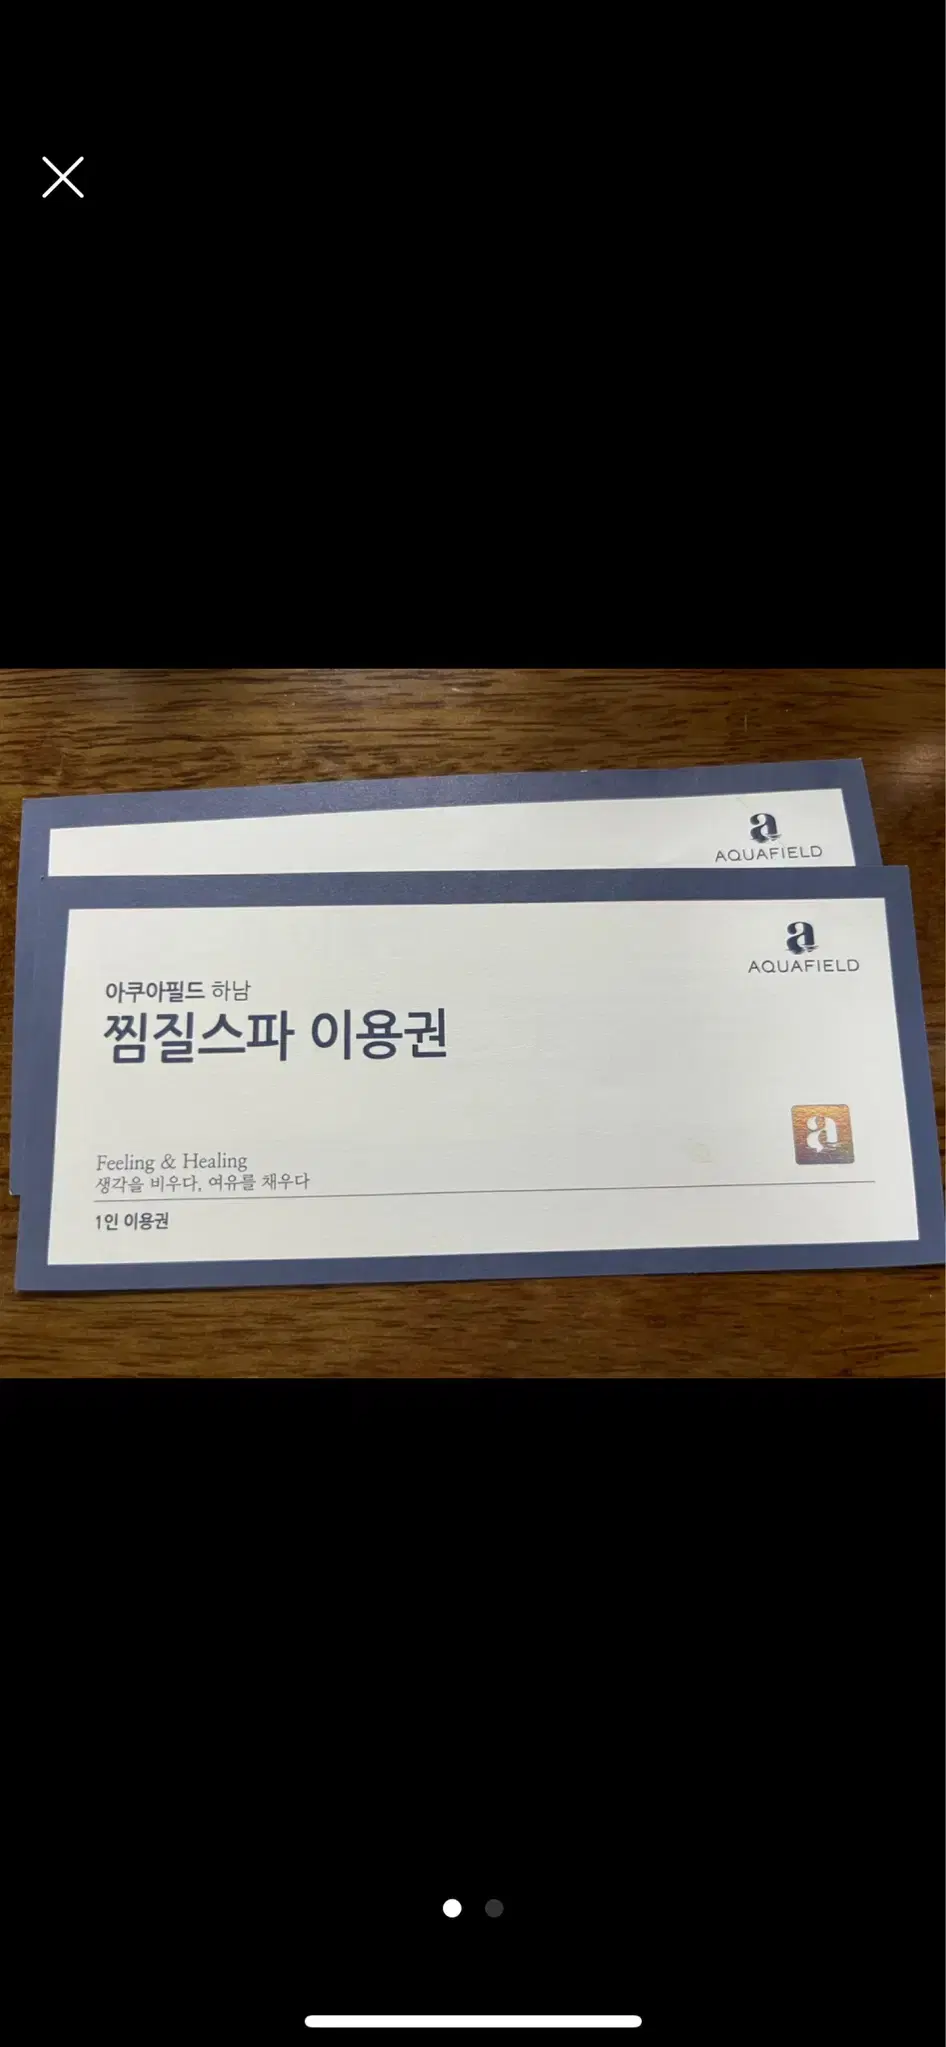 a
AQUAFIELD
a
AQUAFIELD
아쿠아필드 하남
찜질스파 이용권
a
Feeling & Healing
생각을 비우다, 여유를 채우다
1인 이용권